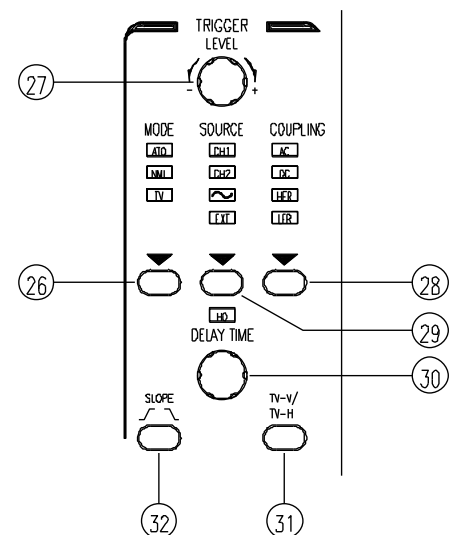 TRIGGER
LEVEL
27
- +
MODE SOURCE COUPLING
ATO CH1 AC
NML CH2 DC
TV HFR
EXT LFR
26
28
HO
29
DELAY TIME
30
SLOPE TV-V/
TV-H
32 31